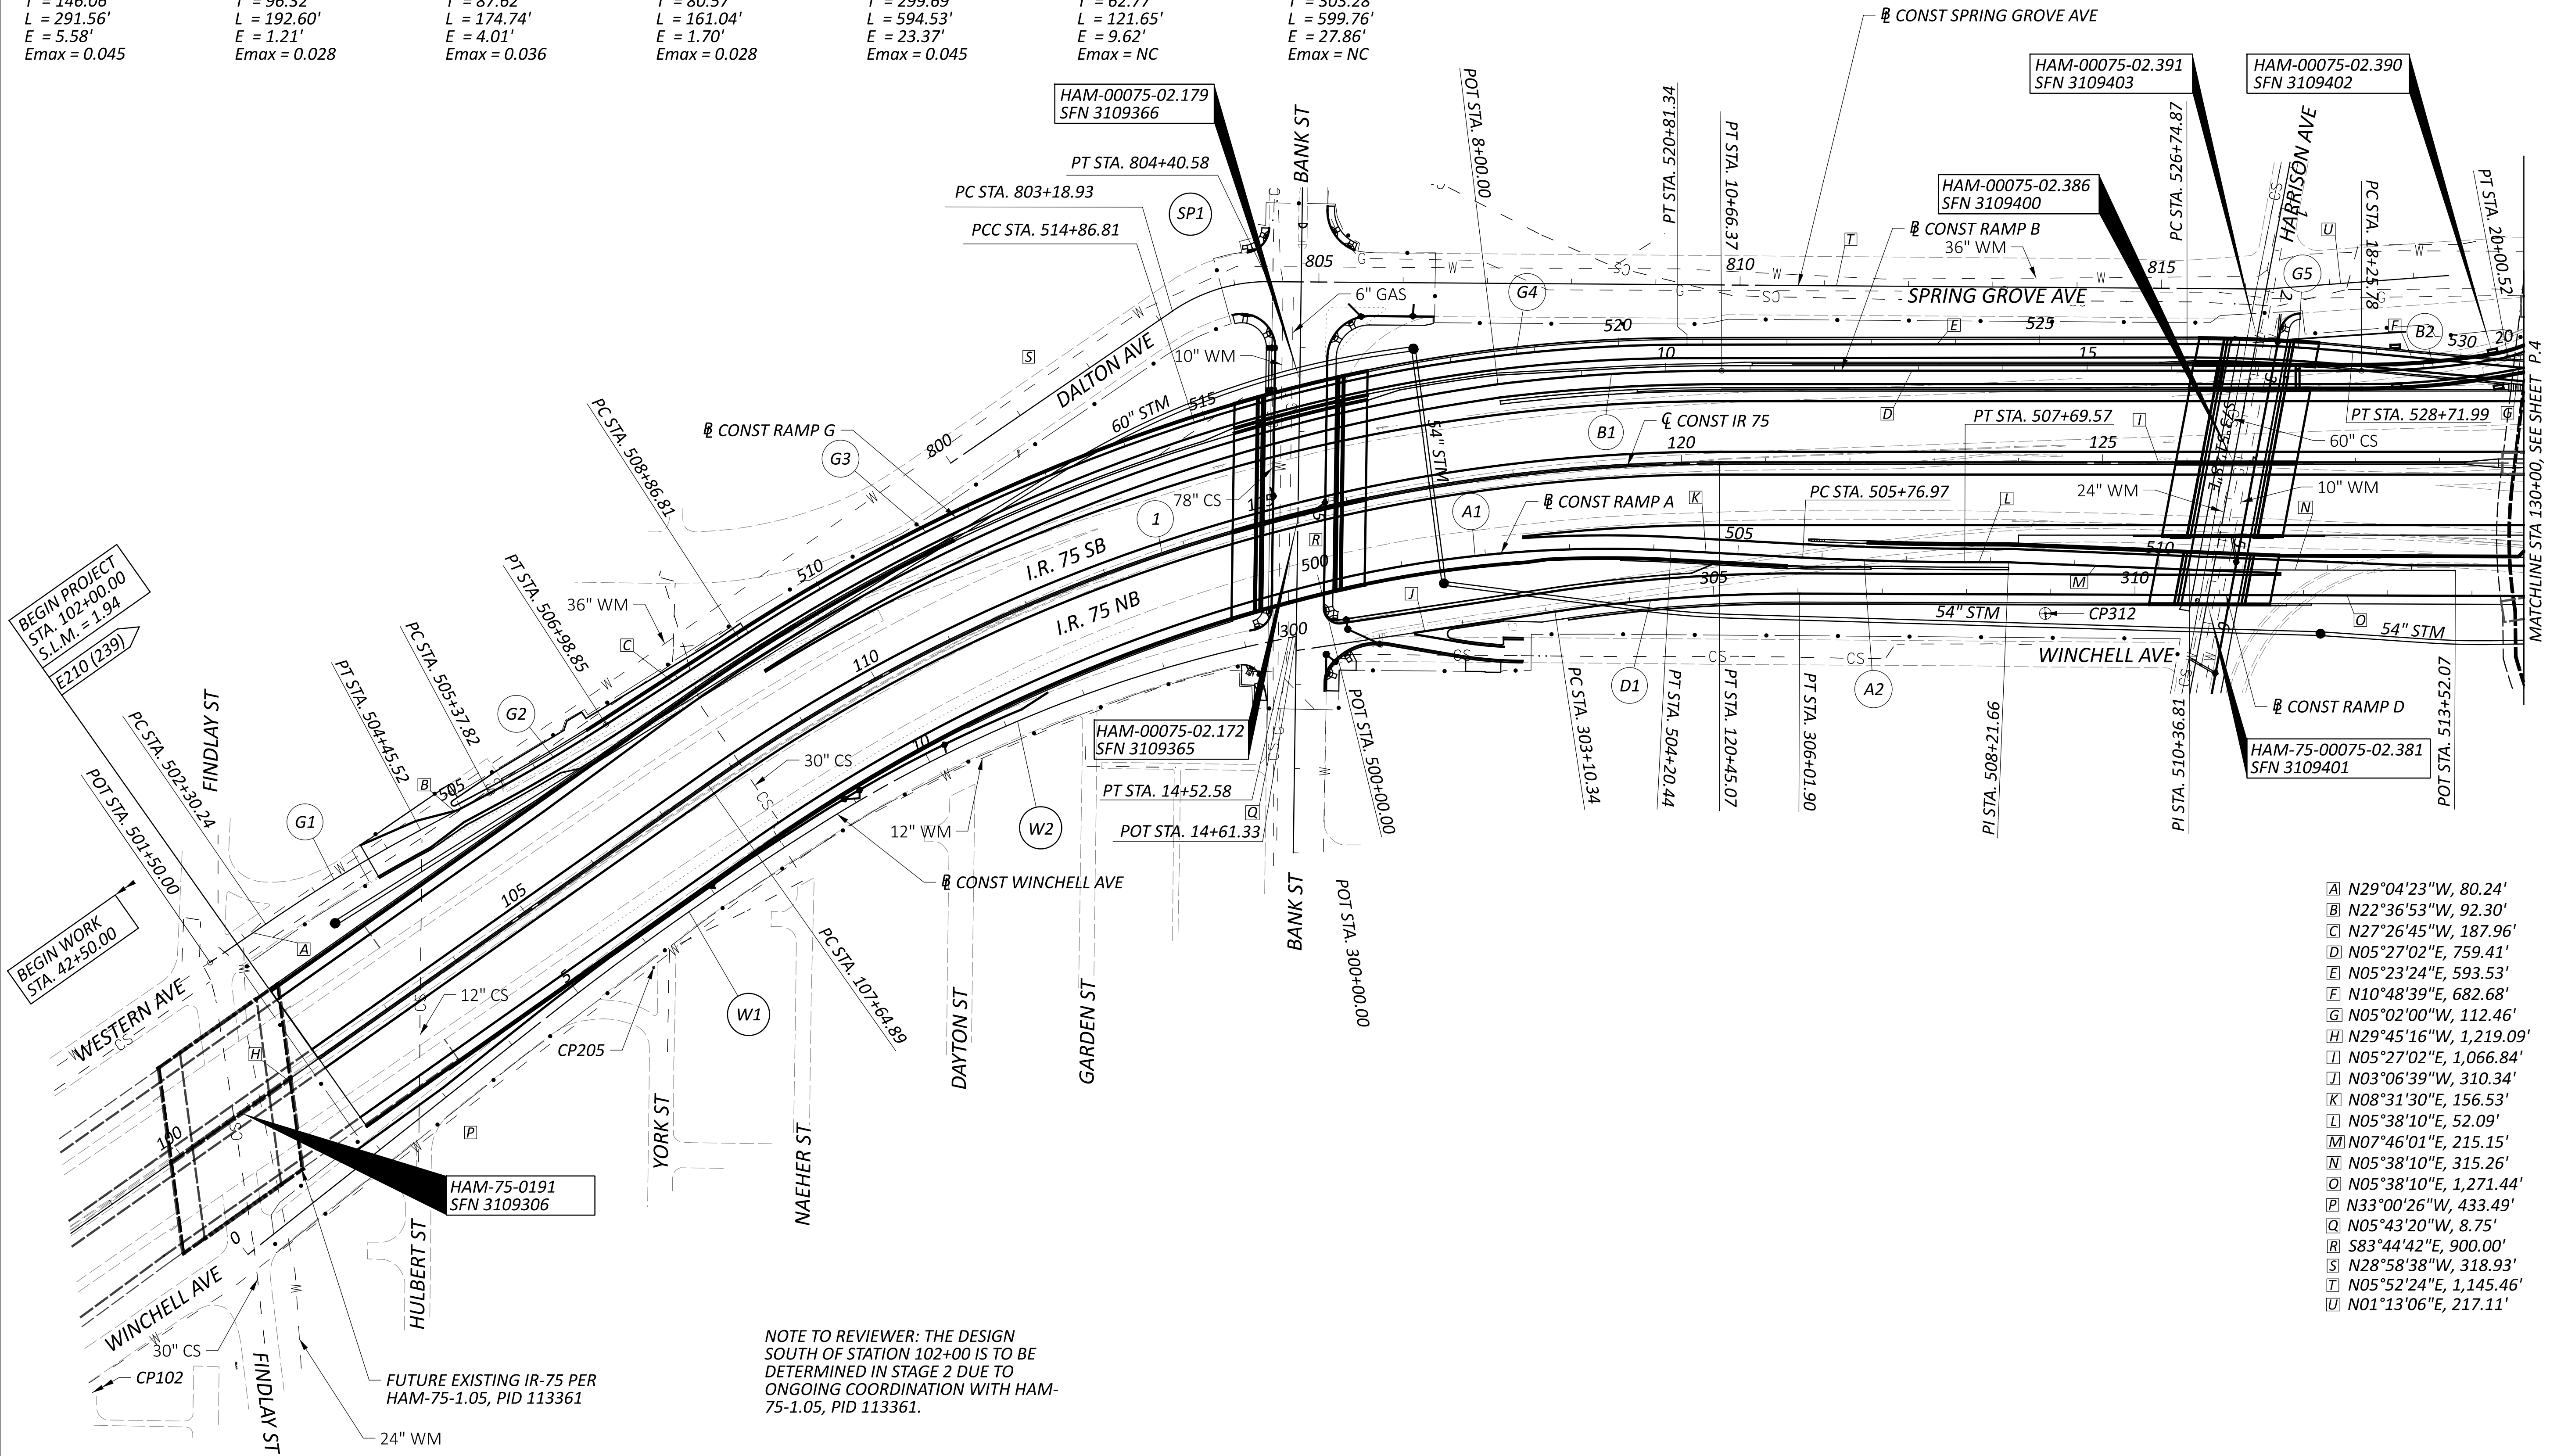 T = 146.06'
L = 291.56'
E = 5.58'
Emax = 0.045
T = 96.32'
L = 192.60'
E = 1.21'
Emax = 0.028
T = 87.62'
L = 174.74'
E = 4.01'
Emax = 0.036
T = 80.57'
L = 161.04'
E = 1.70'
Emax = 0.028
T = 299.69'
L = 594.53'
E = 23.37'
Emax = 0.045
T = 62.77'
L = 121.65'
E = 9.62'
Emax = NC
T = 303.28'
L = 599.76'
E = 27.86'
Emax = NC
BL CONST SPRING GROVE AVE
HAM-00075-02.179
SFN 3109366
HAM-00075-02.391
SFN 3109403
HAM-00075-02.390
SFN 3109402
HAM-00075-02.386
SFN 3109400
PT STA. 804+40.58
PC STA. 803+18.93
PCC STA. 514+86.81
SP1
BANK ST
POT STA. 8+00.00
PT STA. 520+81.34
PT STA. 10+66.37
PC STA. 526+74.87
HARRISON AVE
PC STA. 18+25.78
PT STA. 20+00.52
BL CONST RAMP B
36" WM
T
U
805
810
815
G4
G5
6" GAS
SPRING GROVE AVE
520
525
530
20
E
F
B2
10
15
10" WM
S
DALTON AVE
60" STM
515
800
54" STM
B1
CL CONST IR 75
120
125
D
PT STA. 507+69.57
I
PT STA. 528+71.99
G
60" CS
MATCHLINE STA 130+00, SEE SHEET P.4
PC STA. 508+86.81
BL CONST RAMP G
G3
1
78" CS
BL CONST RAMP A
A1
K
PC STA. 505+76.97
L
24" WM
10" WM
N
R
500
505
510
305
310
M
I.R. 75 SB
I.R. 75 NB
510
BEGIN PROJECT
STA. 102+00.00
S.L.M. = 1.94
E210 (239)
PT STA. 506+98.85
36" WM
C
J
300
54" STM
CP312
O
54" STM
WINCHELL AVE
PC STA. 505+37.82
PT STA. 504+45.52
G2
110
10
PC STA. 502+30.24
FINDLAY ST
POT STA. 501+50.00
B
505
G1
30" CS
HAM-00075-02.172
SFN 3109365
PT STA. 14+52.58
POT STA. 14+61.33
Q
POT STA. 500+00.00
PC STA. 303+10.34
D1
PT STA. 504+20.44
PT STA. 120+45.07
PT STA. 306+01.90
A2
PI STA. 508+21.66
PI STA. 510+36.81
BL CONST RAMP D
HAM-75-00075-02.381
SFN 3109401
POT STA. 513+52.07
12" WM
W2
BL CONST WINCHELL AVE
BANK ST
POT STA. 300+00.00
BEGIN WORK
STA. 42+50.00
A
105
5
PC STA. 107+64.89
WESTERN AVE
H
12" CS
CP205
W1
DAYTON ST
GARDEN ST
100
P
YORK ST
NAEHER ST
HAM-75-0191
SFN 3109306
0
HULBERT ST
WINCHELL AVE
30" CS
CP102
FINDLAY ST
FUTURE EXISTING IR-75 PER
HAM-75-1.05, PID 113361
24" WM
NOTE TO REVIEWER: THE DESIGN
SOUTH OF STATION 102+00 IS TO BE
DETERMINED IN STAGE 2 DUE TO
ONGOING COORDINATION WITH HAM-
75-1.05, PID 113361.
A N29°04'23"W, 80.24'
B N22°36'53"W, 92.30'
C N27°26'45"W, 187.96'
D N05°27'02"E, 759.41'
E N05°23'24"E, 593.53'
F N10°48'39"E, 682.68'
G N05°02'00"W, 112.46'
H N29°45'16"W, 1,219.09'
I N05°27'02"E, 1,066.84'
J N03°06'39"W, 310.34'
K N08°31'30"E, 156.53'
L N05°38'10"E, 52.09'
M N07°46'01"E, 215.15'
N N05°38'10"E, 315.26'
O N05°38'10"E, 1,271.44'
P N33°00'26"W, 433.49'
Q N05°43'20"W, 8.75'
R S83°44'42"E, 900.00'
S N28°58'38"W, 318.93'
T N05°52'24"E, 1,145.46'
U N01°13'06"E, 217.11'